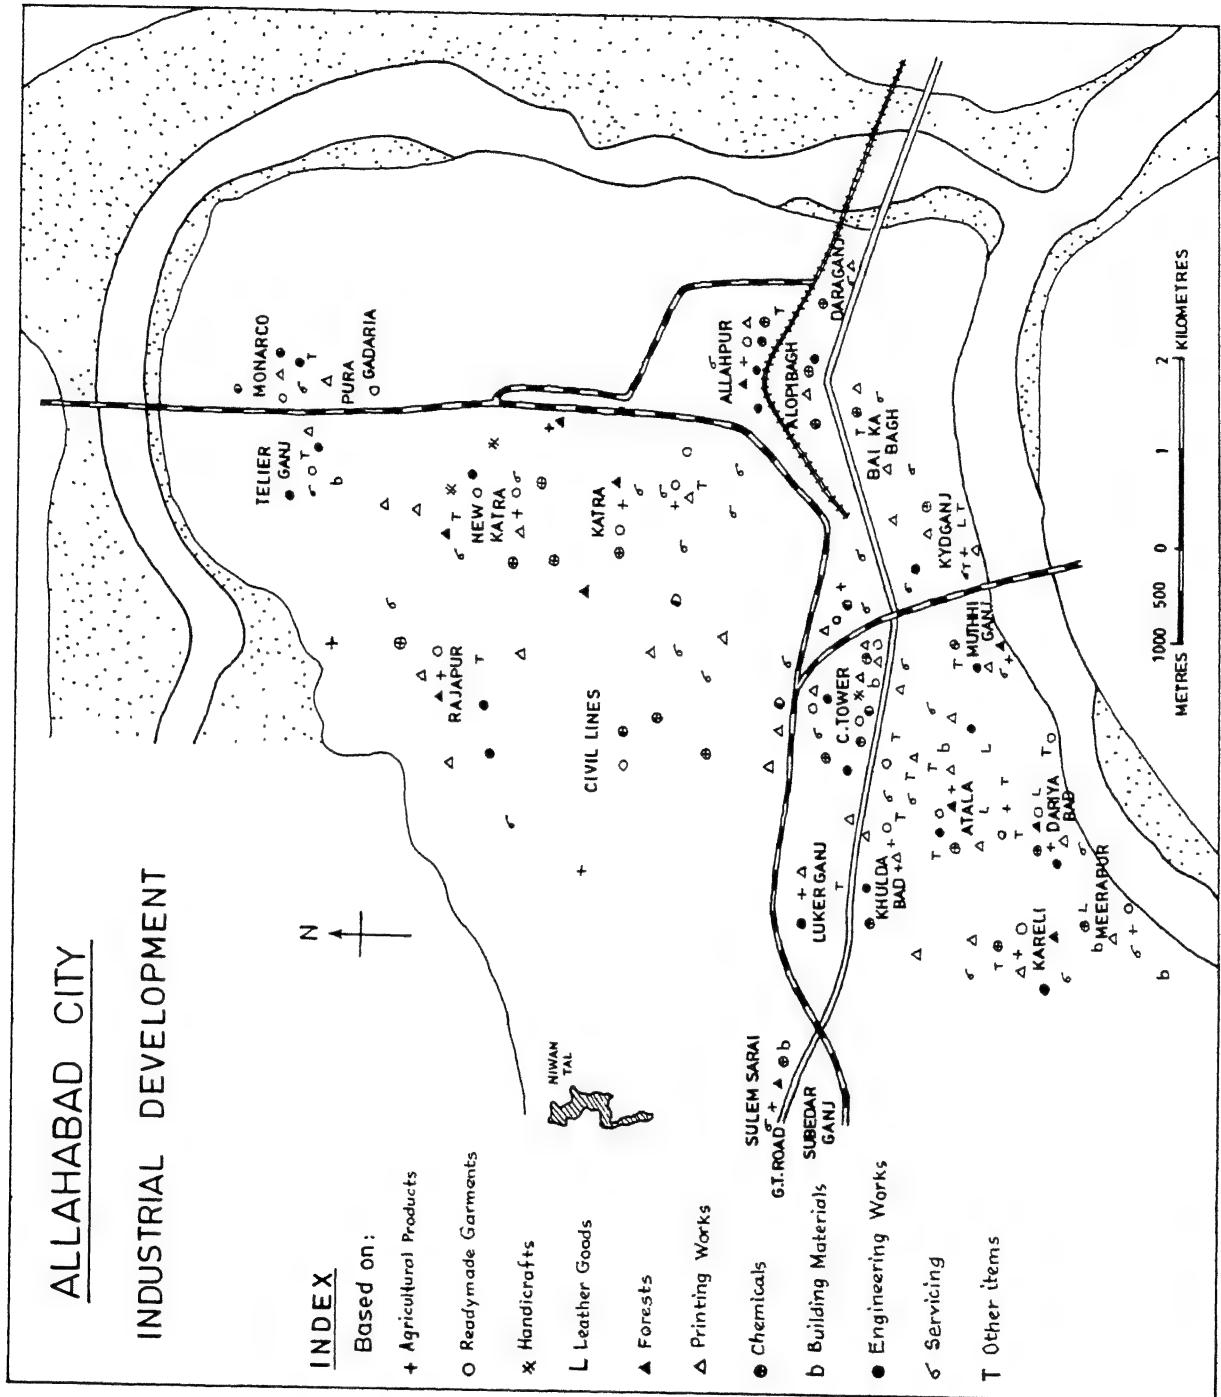 ALLAHABAD CITY
INDUSTRIAL DEVELOPMENT
INDEX
Based on:
+ Agricultural Products
○ Readymade Garments
⁎ Handicrafts
L Leather Goods
▲ Forests
△ Printing Works
⊕ Chemicals
b Building Materials
● Engineering Works
σ Servicing
T Other items
N
NIWAN
TAL
TELIER
GANJ
MONARCO
PURA
GADARIA
RAJAPUR
NEW
KATRA
KATRA
CIVIL LINES
ALLAHPUR
ALOPIBAGH
DARAGANJ
BAI KA
BAGH
KYDGANJ
MUTHHI
GANJ
C.TOWER
LUKERGANJ
KHULDA
BAD
ATALA
DARIYA
BAD
KARELI
MEERAPUR
SULEM SARAI
G.T. ROAD
SUBEDAR
GANJ
METRES 1000 500 0 1 2 KILOMETRES